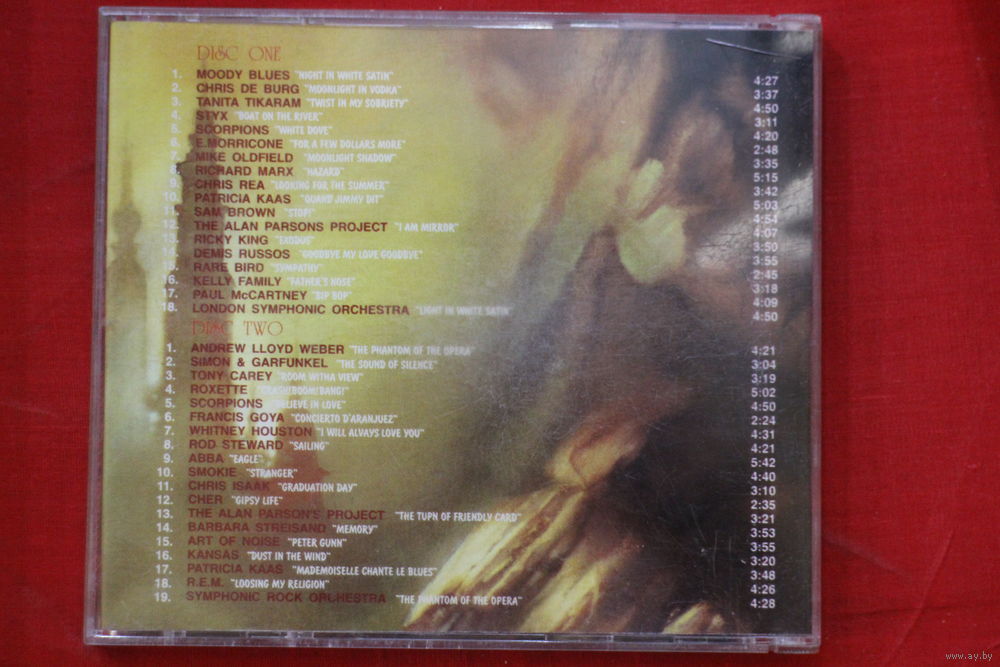 DISC ONE
1. MOODY BLUES "NIGHT IN WHITE SATIN" 4:27
2. CHRIS DE BURG "MOONLIGHT IN VODKA" 3:37
3. TANITA TIKARAM "TWIST IN MY SOBRIETY" 4:50
4. STYX "BOAT ON THE RIVER" 3:11
5. SCORPIONS "WHITE DOVE" 4:20
6. E.MORRICONE "FOR A FEW DOLLARS MORE" 2:48
7. MIKE OLDFIELD "MOONLIGHT SHADOW" 3:35
8. RICHARD MARX "HAZARD" 5:15
9. CHRIS REA "LOOKING FOR THE SUMMER" 3:42
10. PATRICIA KAAS "QUAND JIMMY DIT" 5:03
11. SAM BROWN "STOP!" 4:54
12. THE ALAN PARSONS PROJECT "I AM MIRROR" 4:07
13. RICKY KING "EXODUS" 3:50
14. DEMIS RUSSOS "GOODBYE MY LOVE GOODBYE" 3:55
15. RARE BIRD "SYMPATHY" 2:45
16. KELLY FAMILY "FATHER'S NOSE" 3:18
17. PAUL McCARTNEY "BIP BOP" 4:09
18. LONDON SYMPHONIC ORCHESTRA "LIGHT IN WHITE SATIN" 4:50
DISC TWO
1. ANDREW LLOYD WEBER "THE PHANTOM OF THE OPERA" 4:21
2. SIMON & GARFUNKEL "THE SOUND OF SILENCE" 3:04
3. TONY CAREY "ROOM WITHA VIEW" 3:19
4. ROXETTE "CRASH!BOOM!BANG!" 5:02
5. SCORPIONS "BELIEVE IN LOVE" 4:50
6. FRANCIS GOYA "CONCIERTO D'ARANJUEZ" 2:24
7. WHITNEY HOUSTON "I WILL ALVAYS LOVE YOU" 4:31
8. ROD STEWARD "SAILING" 4:21
9. ABBA "EAGLE" 5:42
10. SMOKIE "STRANGER" 4:40
11. CHRIS ISAAK "GRADUATION DAY" 3:10
12. CHER "GIPSY LIFE" 2:35
13. THE ALAN PARSON'S PROJECT "THE TUPN OF FRIENDLY CARD" 3:21
14. BARBARA STREISAND "MEMORY" 3:53
15. ART OF NOISE "PETER GUNN" 3:55
16. KANSAS "DUST IN THE WIND" 3:20
17. PATRICIA KAAS "MADEMOISELLE CHANTE LE BLUES" 3:48
18. R.E.M. "LOOSING MY RELIGION" 4:26
19. SYMPHONIC ROCK ORCHESTRA "THE PHANTOM OF THE OPERA" 4:28
www.ay.by